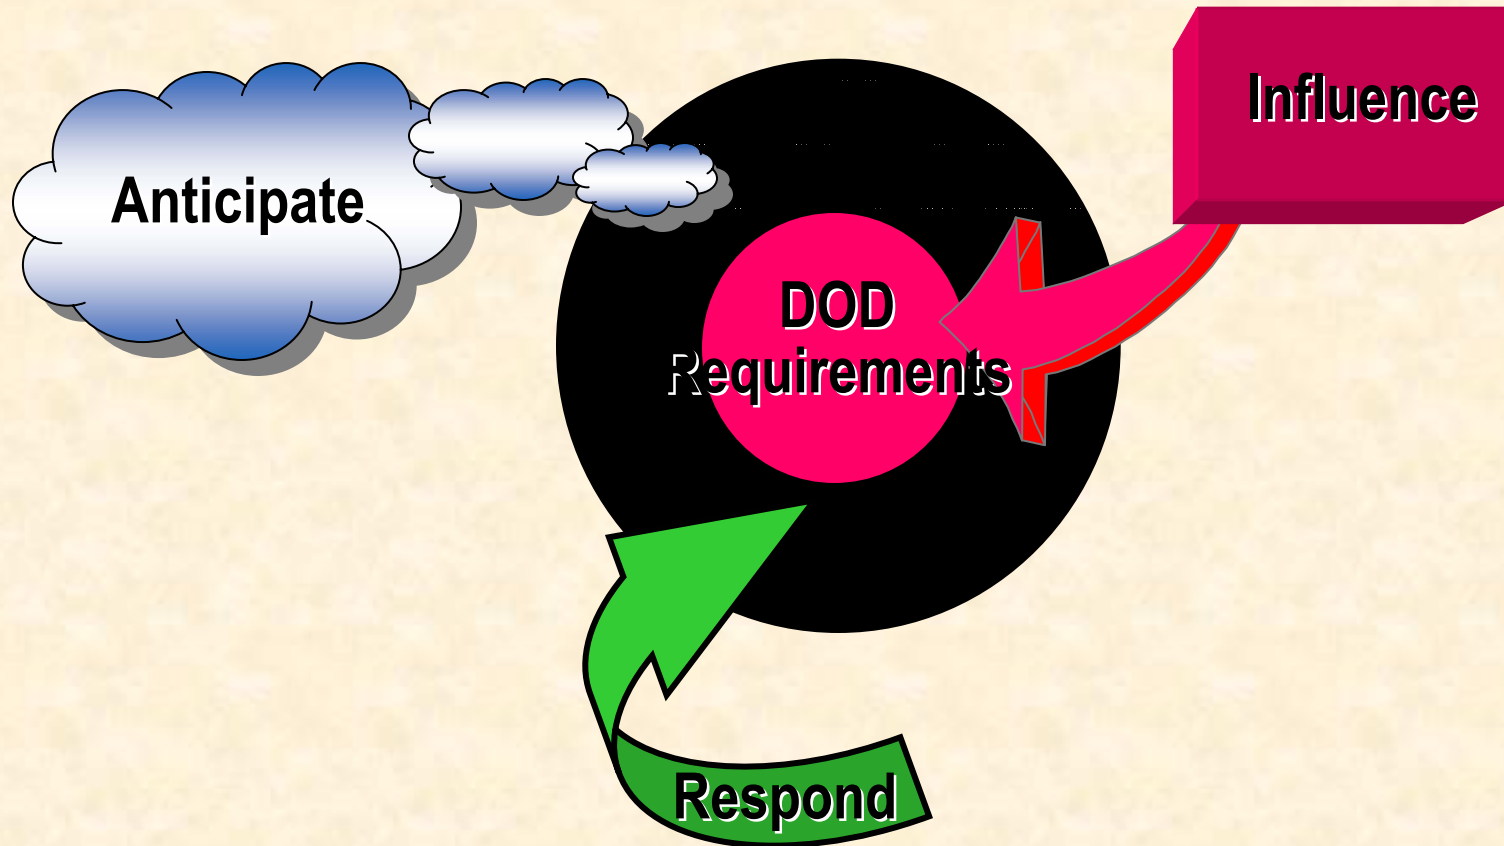 Influence
Anticipate
DOD
Requirements
Respond